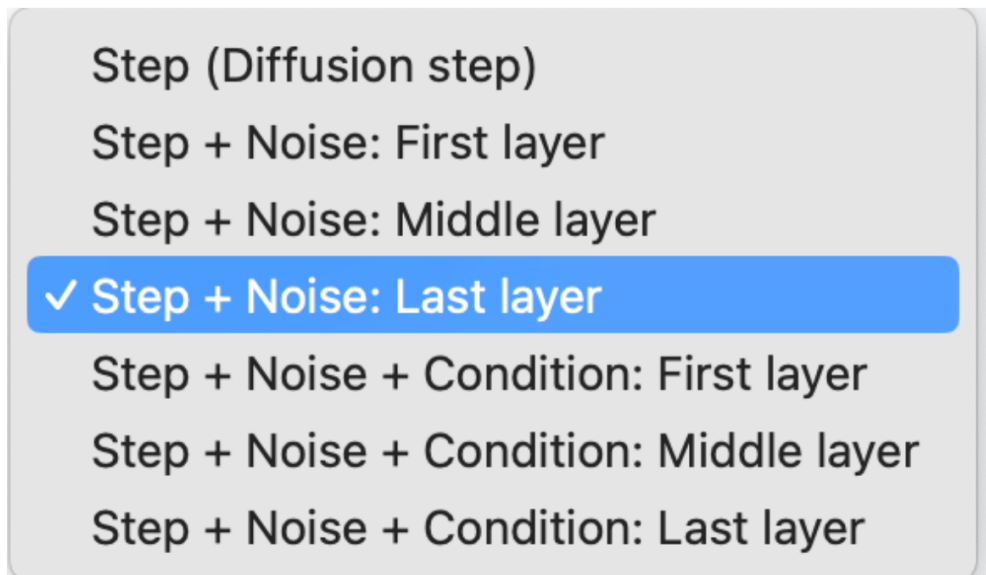 Step (Diffusion step)
Step + Noise: First layer
Step + Noise: Middle layer
✓ Step + Noise: Last layer
Step + Noise + Condition: First layer
Step + Noise + Condition: Middle layer
Step + Noise + Condition: Last layer